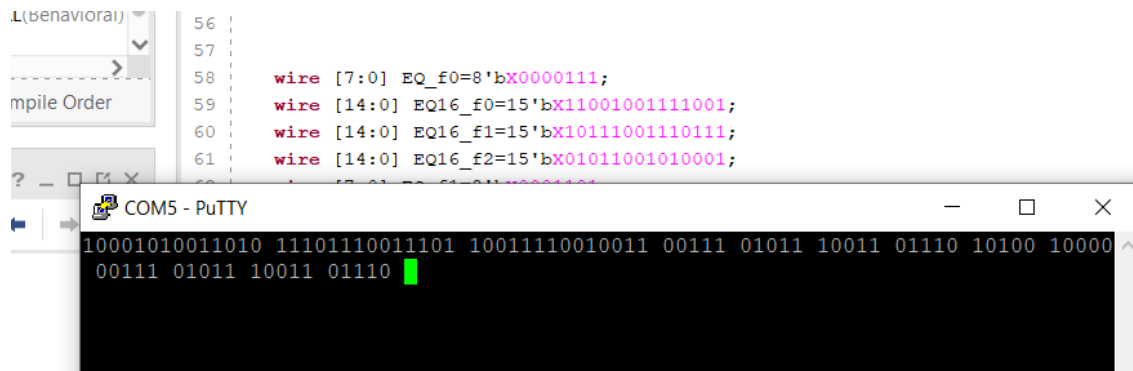 L(Behavioral)
mpile Order
56
57
58 wire [7:0] EQ_f0=8'bX0000111;
59 wire [14:0] EQ16_f0=15'bX11001001111001;
60 wire [14:0] EQ16_f1=15'bX10111001110111;
61 wire [14:0] EQ16_f2=15'bX01011001010001;
COM5 - PuTTY
10001010011010 11101110011101 10011110010011 00111 01011 10011 01110 10100 10000
00111 01011 10011 01110